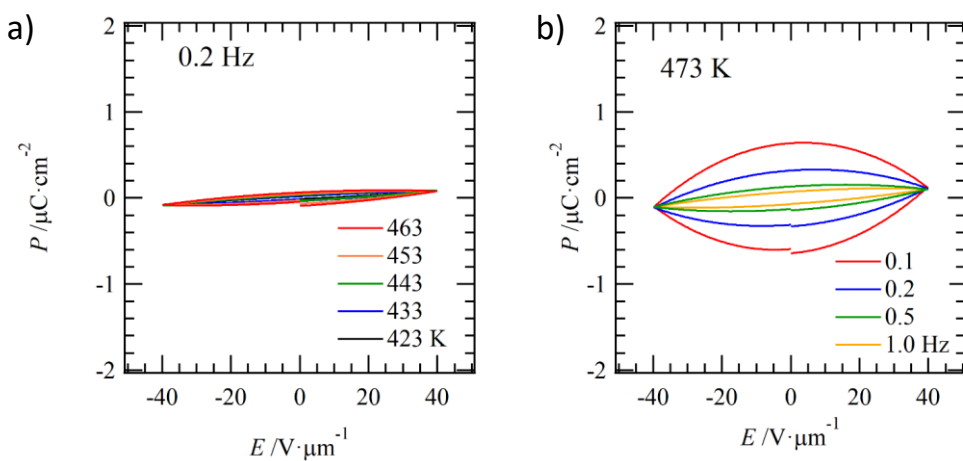 a)
0.2 Hz
2
1
0
-1
-2
P /μC·cm⁻²
463
453
443
433
423 K
-40 -20 0 20 40
E /V·μm⁻¹
b)
473 K
2
1
0
-1
-2
P /μC·cm⁻²
0.1
0.2
0.5
1.0 Hz
-40 -20 0 20 40
E /V·μm⁻¹